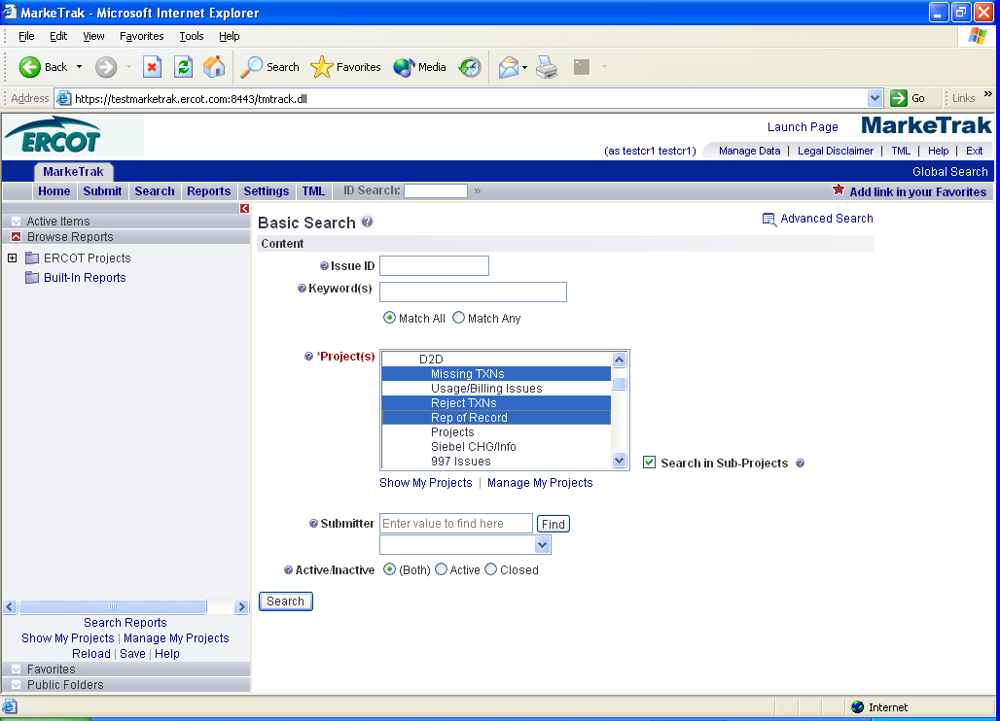 MarkeTrak - Microsoft Internet Explorer
File Edit View Favorites Tools Help
Back Search Favorites Media
Address https://testmarketrak.ercot.com:8443/tmtrack.dll Go Links »
ERCOT Launch Page MarkeTrak
(as testcr1 testcr1) Manage Data | Legal Disclaimer | TML | Help | Exit
MarkeTrak Global Search
Home Submit Search Reports Settings TML ID Search: » Add link in your Favorites
Active Items
Browse Reports
ERCOT Projects
Built-In Reports
Search Reports
Show My Projects | Manage My Projects
Reload | Save | Help
Favorites
Public Folders
Basic Search ? Advanced Search
Content
? Issue ID
? Keyword(s)
Match All Match Any
? *Project(s)
D2D
Missing TXNs
Usage/Billing Issues
Reject TXNs
Rep of Record
Projects
Siebel CHG/Info
997 Issues
Search in Sub-Projects ?
Show My Projects | Manage My Projects
? Submitter Enter value to find here Find
? Active/Inactive (Both) Active Closed
Search
Internet